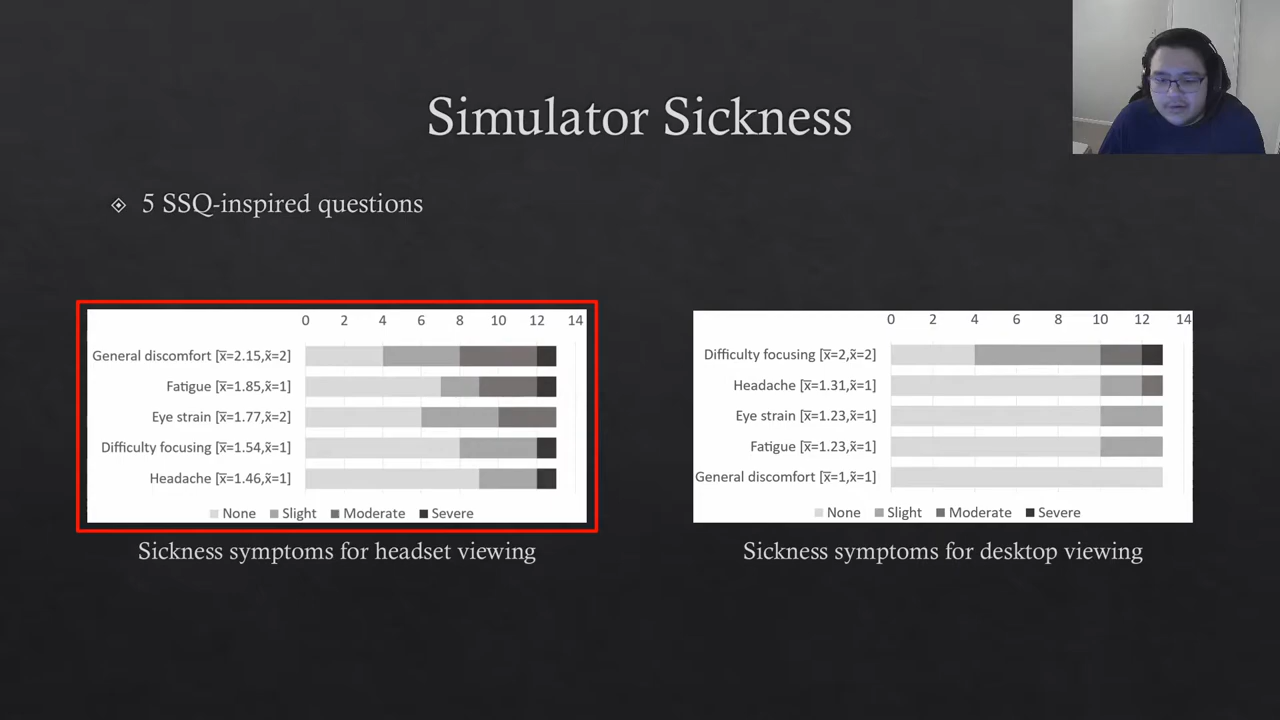 Simulator Sickness
5 SSQ-inspired questions
0 2 4 6 8 10 12 14
General discomfort [x̅=2.15,x̃=2]
Fatigue [x̅=1.85,x̃=1]
Eye strain [x̅=1.77,x̃=2]
Difficulty focusing [x̅=1.54,x̃=1]
Headache [x̅=1.46,x̃=1]
None Slight Moderate Severe
Sickness symptoms for headset viewing
0 2 4 6 8 10 12 14
Difficulty focusing [x̅=2,x̃=2]
Headache [x̅=1.31,x̃=1]
Eye strain [x̅=1.23,x̃=1]
Fatigue [x̅=1.23,x̃=1]
General discomfort [x̅=1,x̃=1]
None Slight Moderate Severe
Sickness symptoms for desktop viewing